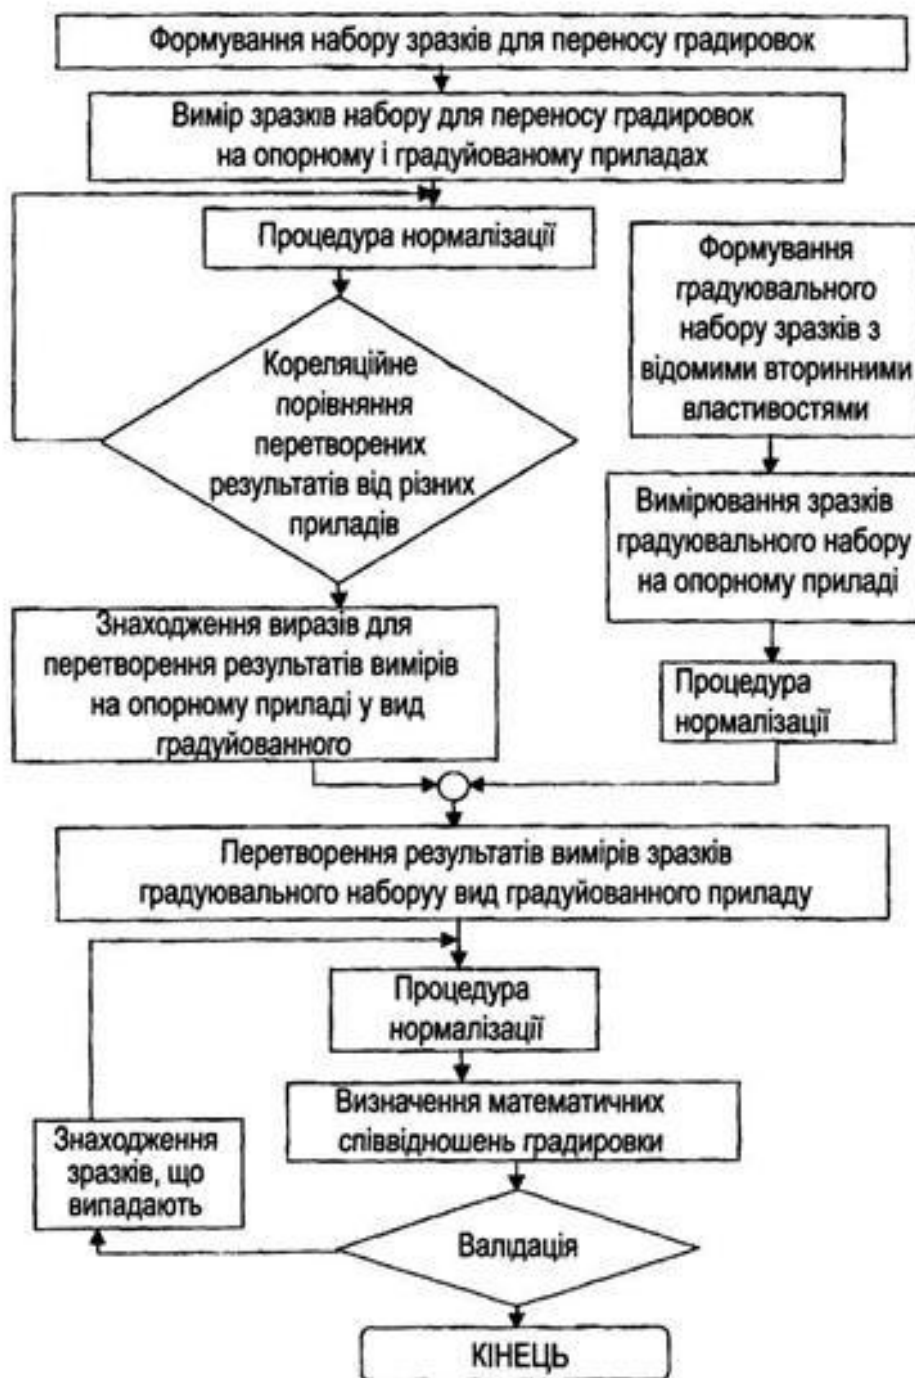 Формування набору зразків для переносу градировок
Вимір зразків набору для переносу градировок
на опорному і градуйованому приладах
Процедура нормалізації
Кореляційне
порівняння
перетворених
результатів від різних
приладів
Знаходження виразів для
перетворення результатів вимірів
на опорному приладі у вид
градуйованного
Формування
градуювального
набору зразків з
відомими вторинними
властивостями
Вимірювання зразків
градуювального набору
на опорному приладі
Процедура
нормалізації
Перетворення результатів вимірів зразків
градуювального наборуу вид градуйованного приладу
Процедура
нормалізації
Визначення математичних
співвідношень градировки
Знаходження
зразків, що
випадають
Валідація
КІНЕЦЬ